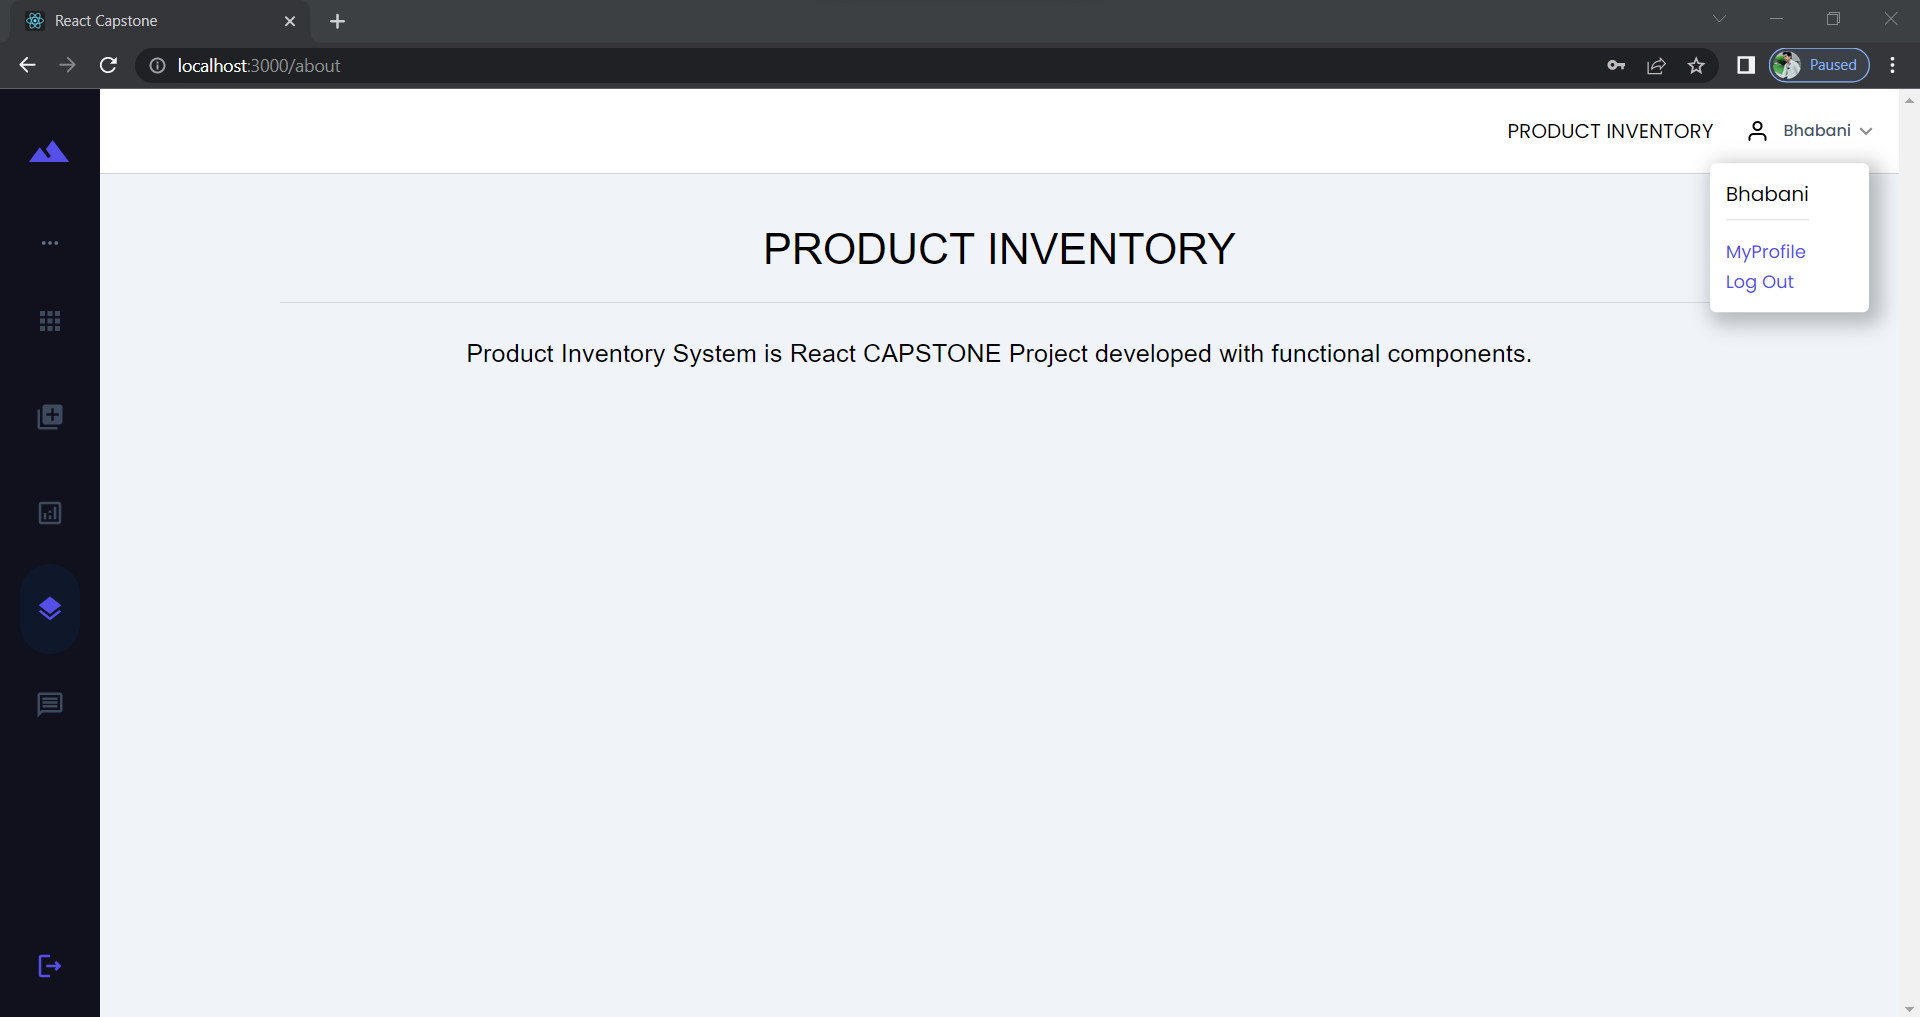 React Capstone
localhost:3000/about
Paused
PRODUCT INVENTORY
Bhabani
Bhabani
MyProfile
Log Out
PRODUCT INVENTORY
Product Inventory System is React CAPSTONE Project developed with functional components.